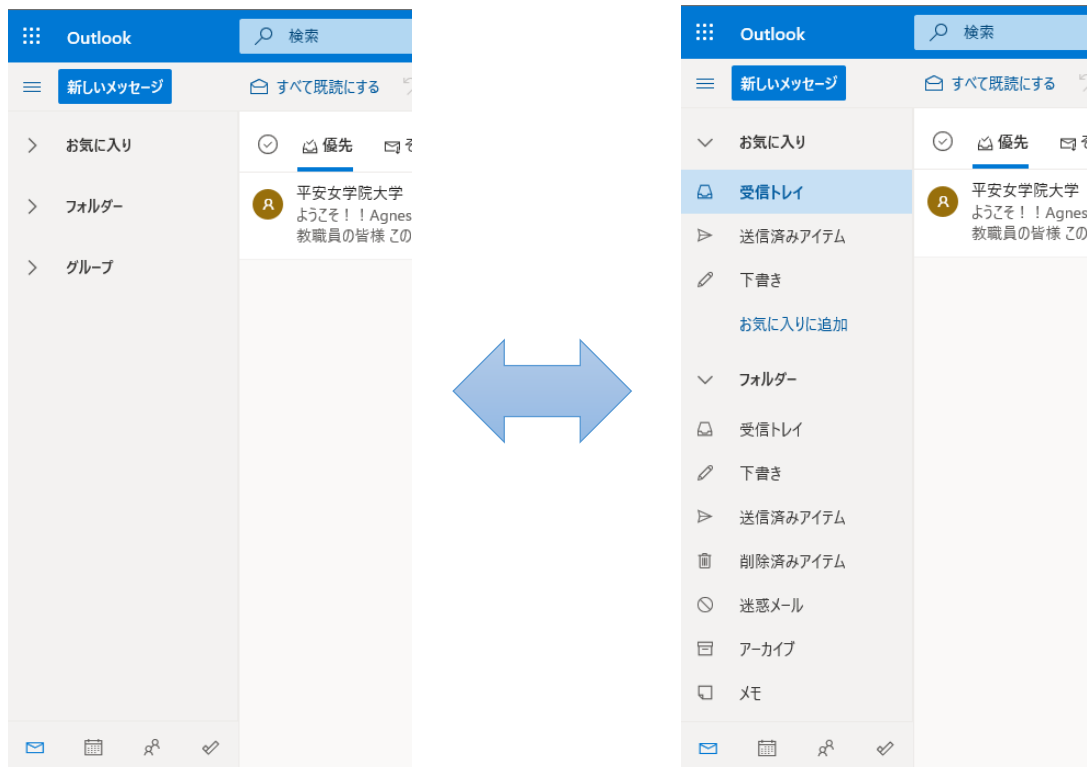 Outlook
検索
新しいメッセージ
すべて既読にする
お気に入り
優先
そ
フォルダー
グループ
平安女学院大学
ようこそ！！Agnes
教職員の皆様 この
A
Outlook
検索
新しいメッセージ
すべて既読にする
お気に入り
優先
そ
受信トレイ
送信済みアイテム
下書き
お気に入りに追加
フォルダー
受信トレイ
下書き
送信済みアイテム
削除済みアイテム
迷惑メール
アーカイブ
メモ
A
平安女学院大学
ようこそ！！Agnes
教職員の皆様 この